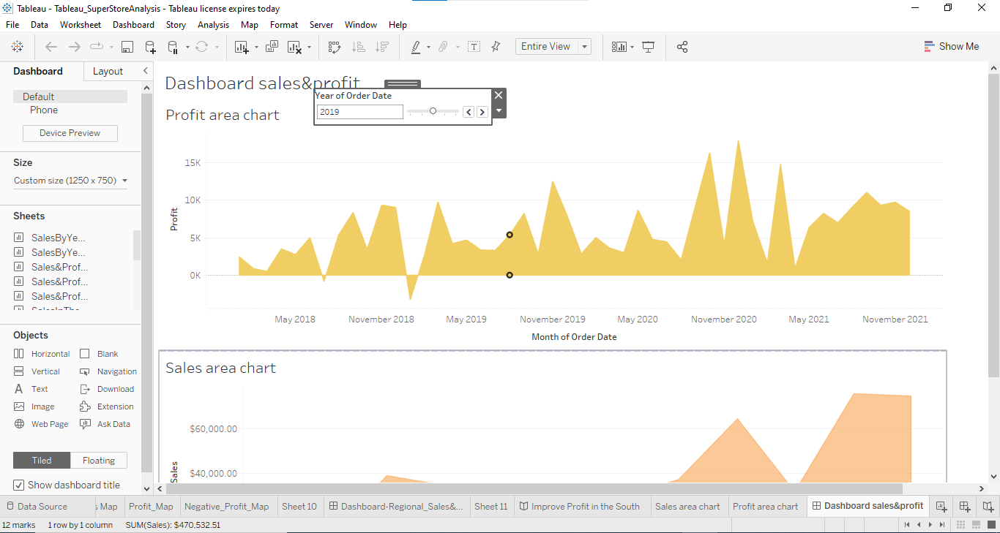 Tableau - Tableau_SuperStoreAnalysis - Tableau license expires today
File Data Worksheet Dashboard Story Analysis Map Format Server Window Help
Entire View
Show Me
Dashboard Layout
Default
Phone
Device Preview
Size
Custom size (1250 x 750)
Sheets
SalesByYe...
SalesByYe...
Sales&Prof...
Sales&Prof...
Sales&Prof...
Objects
Horizontal Blank
Vertical Navigation
A Text Download
Image Extension
Web Page Ask Data
Tiled Floating
Show dashboard title
Dashboard sales&profit
Year of Order Date
2019
Profit area chart
15K
10K
5K
0K
Profit
May 2018 November 2018 May 2019 November 2019 May 2020 November 2020 May 2021 November 2021
Month of Order Date
Sales area chart
$60,000.00
$40,000.00
Sales
Data Source s Map Profit_Map Negative_Profit_Map Sheet 10 Dashboard-Regional_Sales&... Sheet 11 Improve Profit in the South Sales area chart Profit area chart Dashboard sales&profit
12 marks 1 row by 1 column SUM(Sales): $470,532.51